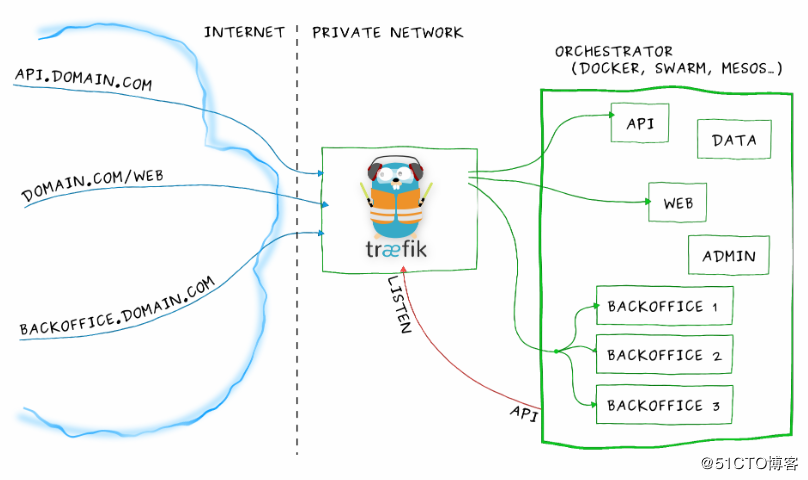 INTERNET
PRIVATE NETWORK
ORCHESTRATOR
(DOCKER, SWARM, MESOS...)
API.DOMAIN.COM
DOMAIN.COM/WEB
BACKOFFICE.DOMAIN.COM
træfik
LISTEN
API
API
DATA
WEB
ADMIN
BACKOFFICE 1
BACKOFFICE 2
BACKOFFICE 3
@51CTO博客